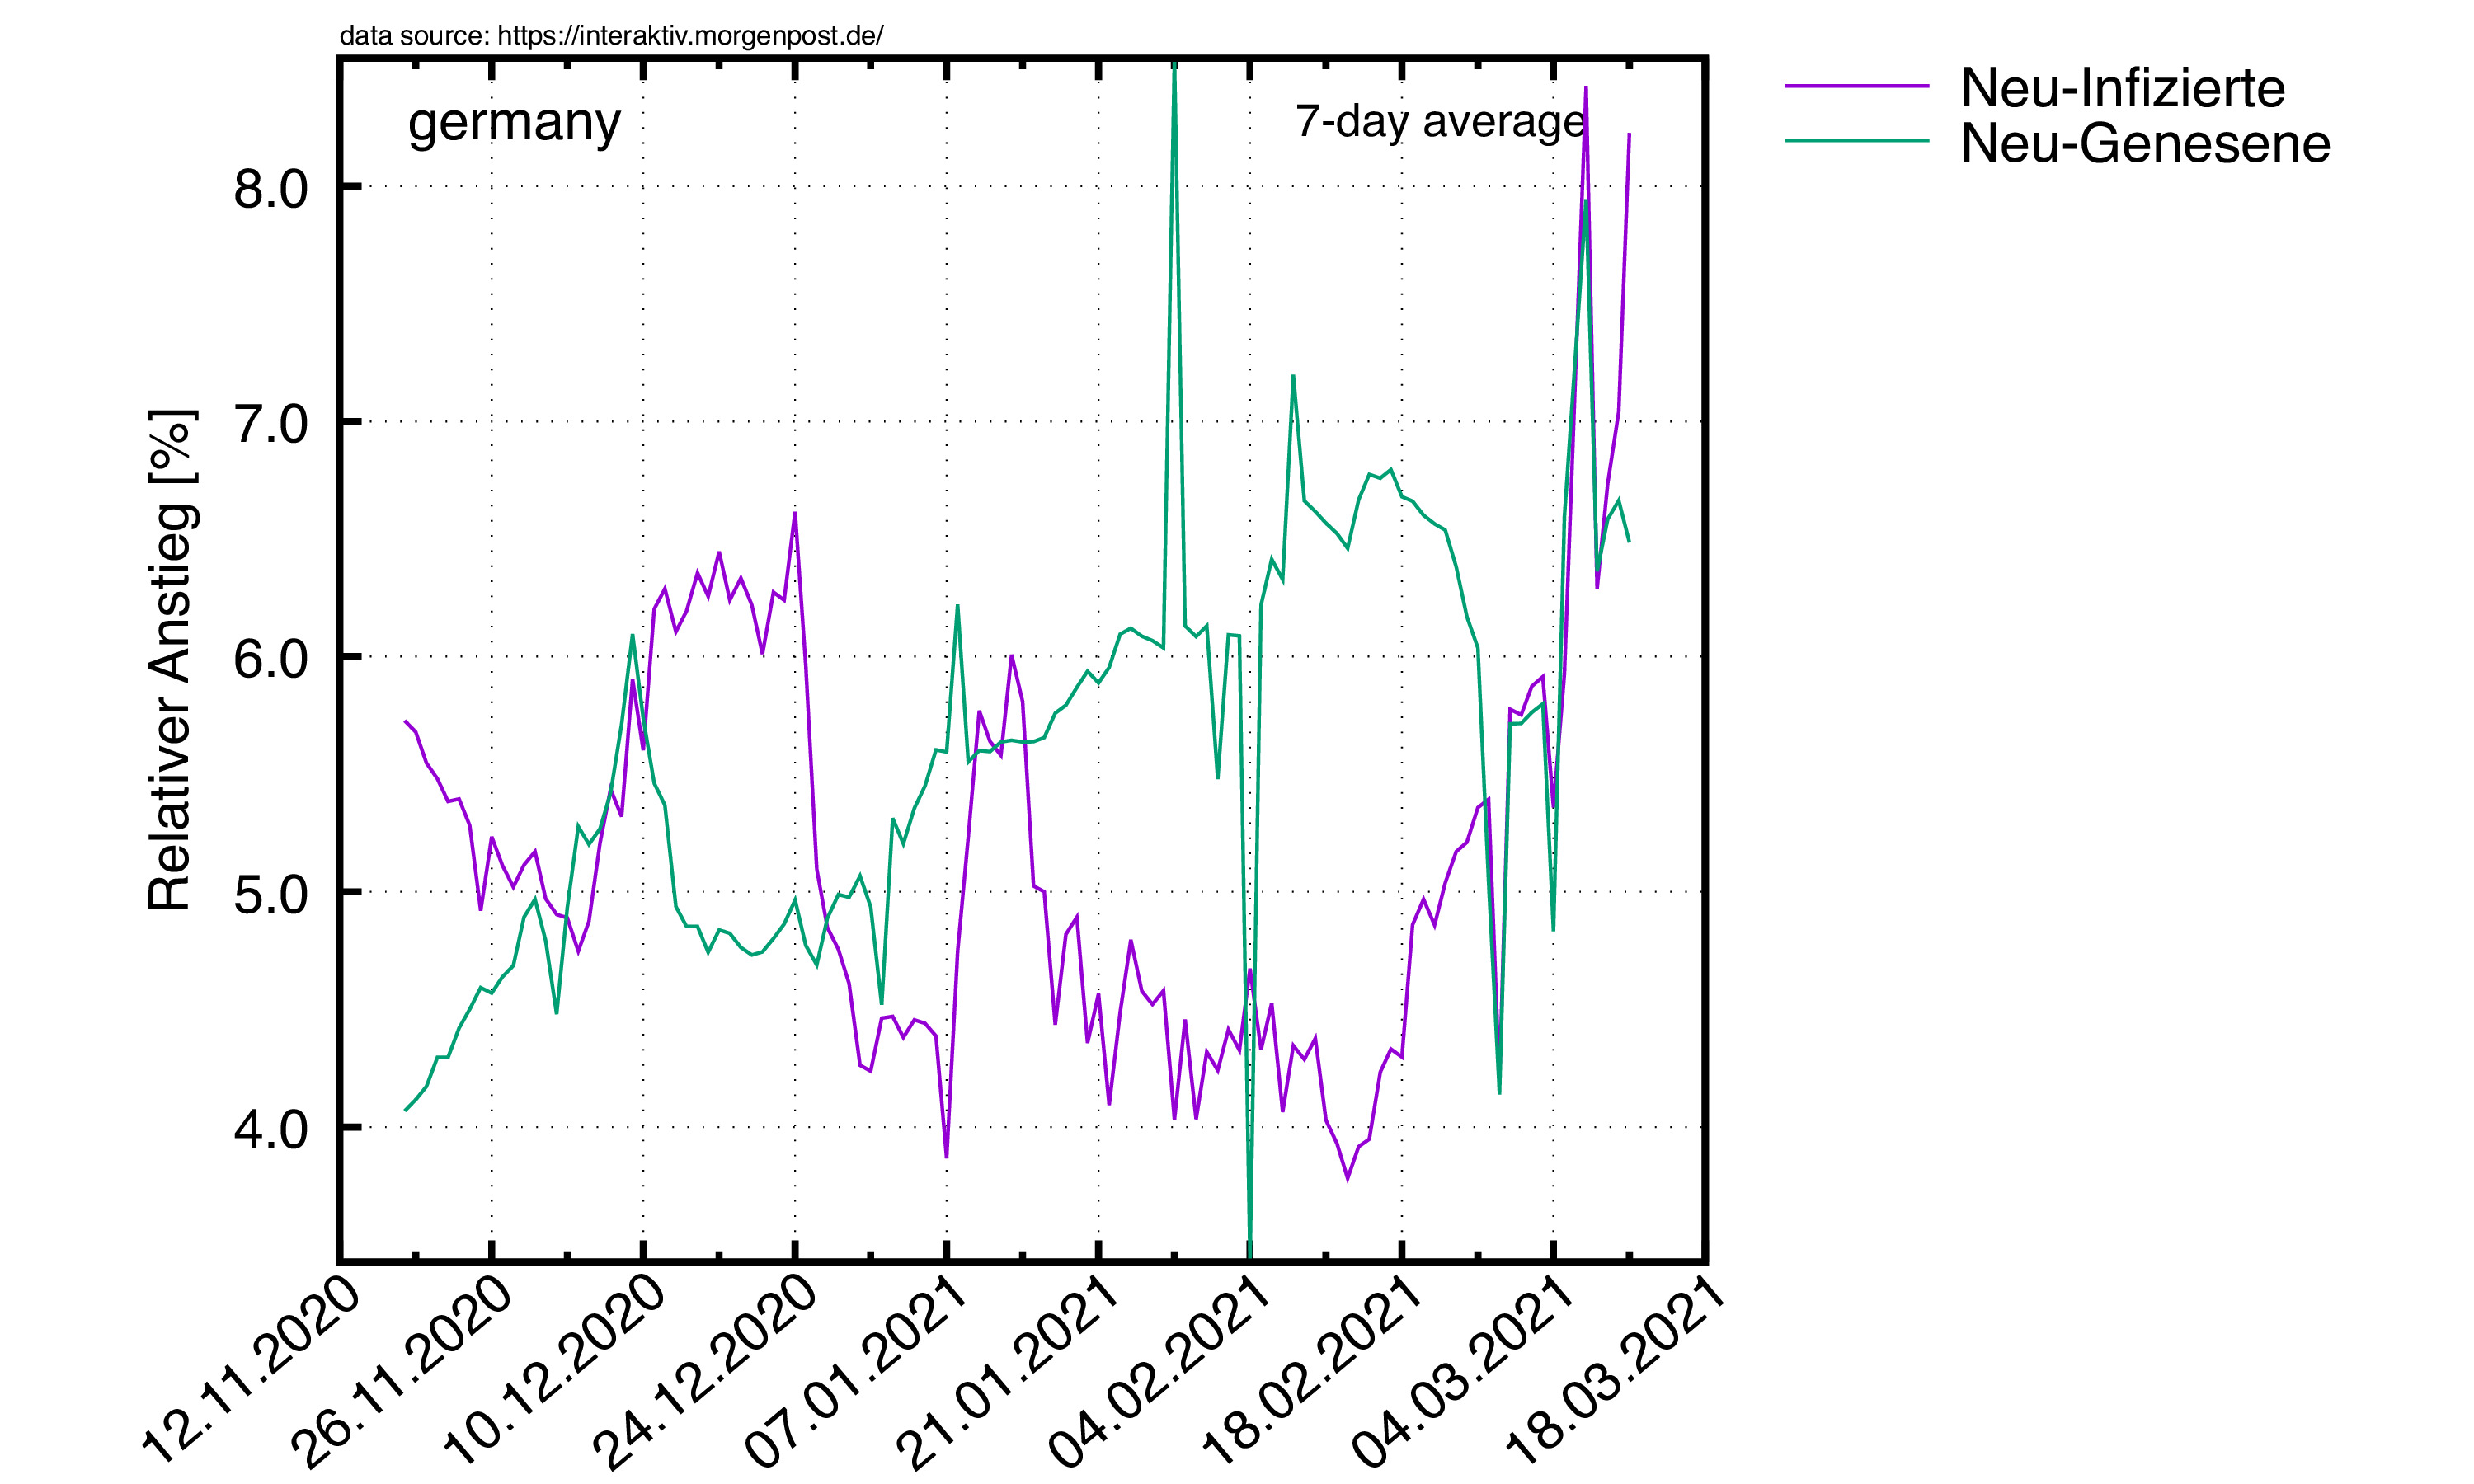 data source: https://interaktiv.morgenpost.de/
germany
7-day average
Neu-Infizierte
Neu-Genesene
Relativer Anstieg [%]
8.0
7.0
6.0
5.0
4.0
12.11.2020
26.11.2020
10.12.2020
24.12.2020
07.01.2021
21.01.2021
04.02.2021
18.02.2021
04.03.2021
18.03.2021